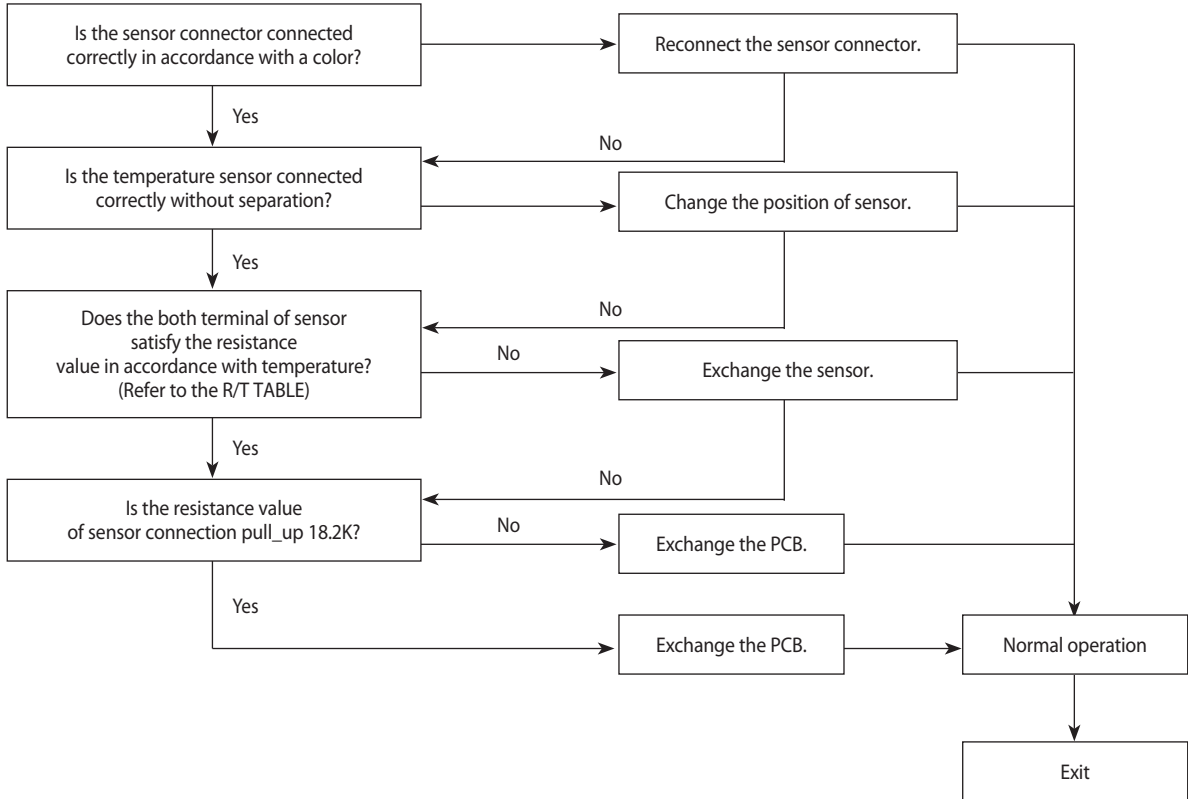 Is the sensor connector connected
correctly in accordance with a color?
Reconnect the sensor connector.
Yes
No
Is the temperature sensor connected
correctly without separation?
Change the position of sensor.
Yes
No
Does the both terminal of sensor
satisfy the resistance
value in accordance with temperature?
(Refer to the R/T TABLE)
No
Exchange the sensor.
Yes
No
Is the resistance value
of sensor connection pull_up 18.2K?
No
Exchange the PCB.
Yes
Exchange the PCB.
Normal operation
Exit